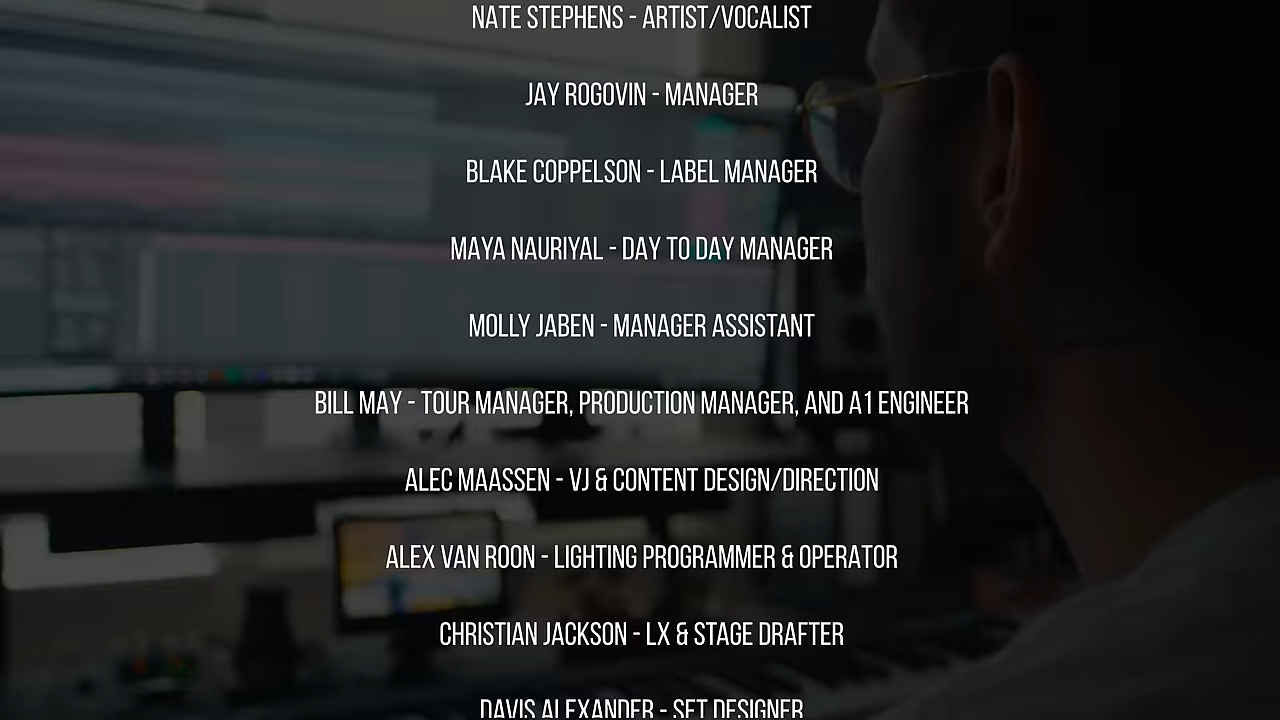 NATE STEPHENS - ARTIST/VOCALIST
JAY ROGOVIN - MANAGER
BLAKE COPPELSON - LABEL MANAGER
MAYA NAURIYAL - DAY TO DAY MANAGER
MOLLY JABEN - MANAGER ASSISTANT
BILL MAY - TOUR MANAGER, PRODUCTION MANAGER, AND A1 ENGINEER
ALEC MAASSEN - VJ & CONTENT DESIGN/DIRECTION
ALEX VAN ROON - LIGHTING PROGRAMMER & OPERATOR
CHRISTIAN JACKSON - LX & STAGE DRAFTER
DAVIS ALEXANDER - SET DESIGNER